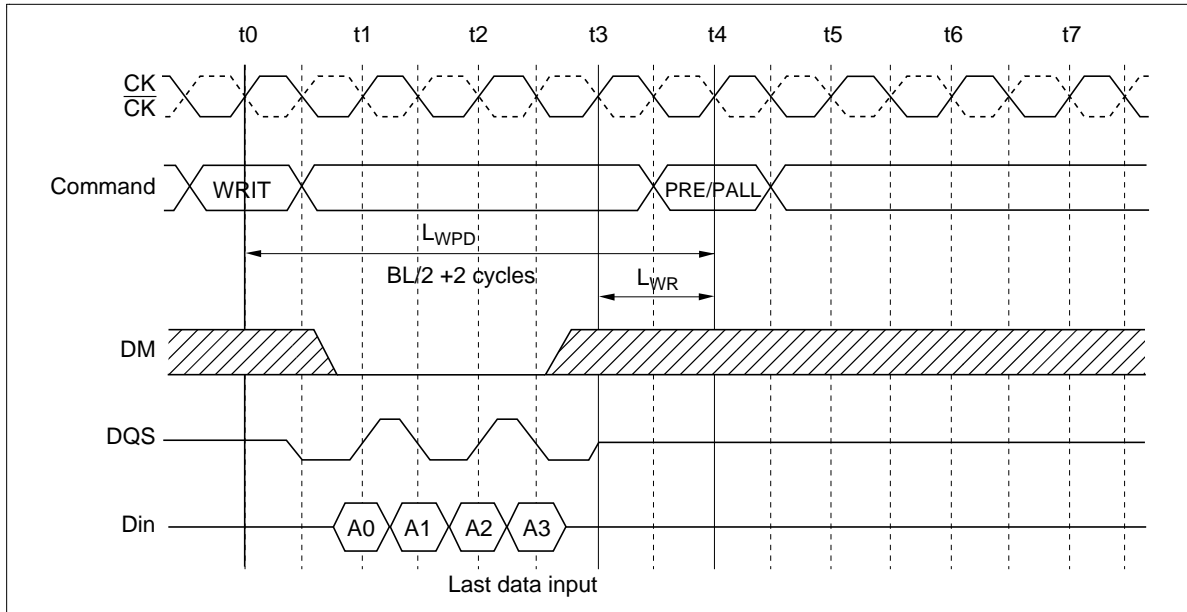 t0 t1 t2 t3 t4 t5 t6 t7
CK
CK
Command WRIT PRE/PALL
LWPD
BL/2 +2 cycles LWR
DM
DQS
Din A0 A1 A2 A3
Last data input